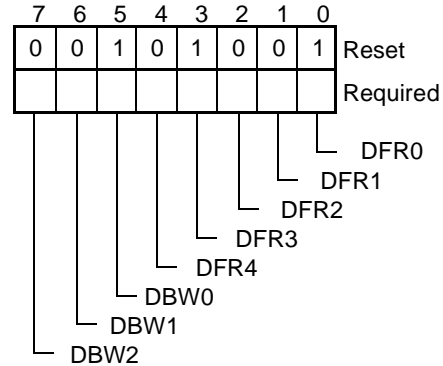 7 6 5 4 3 2 1 0
0 0 1 0 1 0 0 1 Reset
Required
DFR0
DFR1
DFR2
DFR3
DFR4
DBW0
DBW1
DBW2